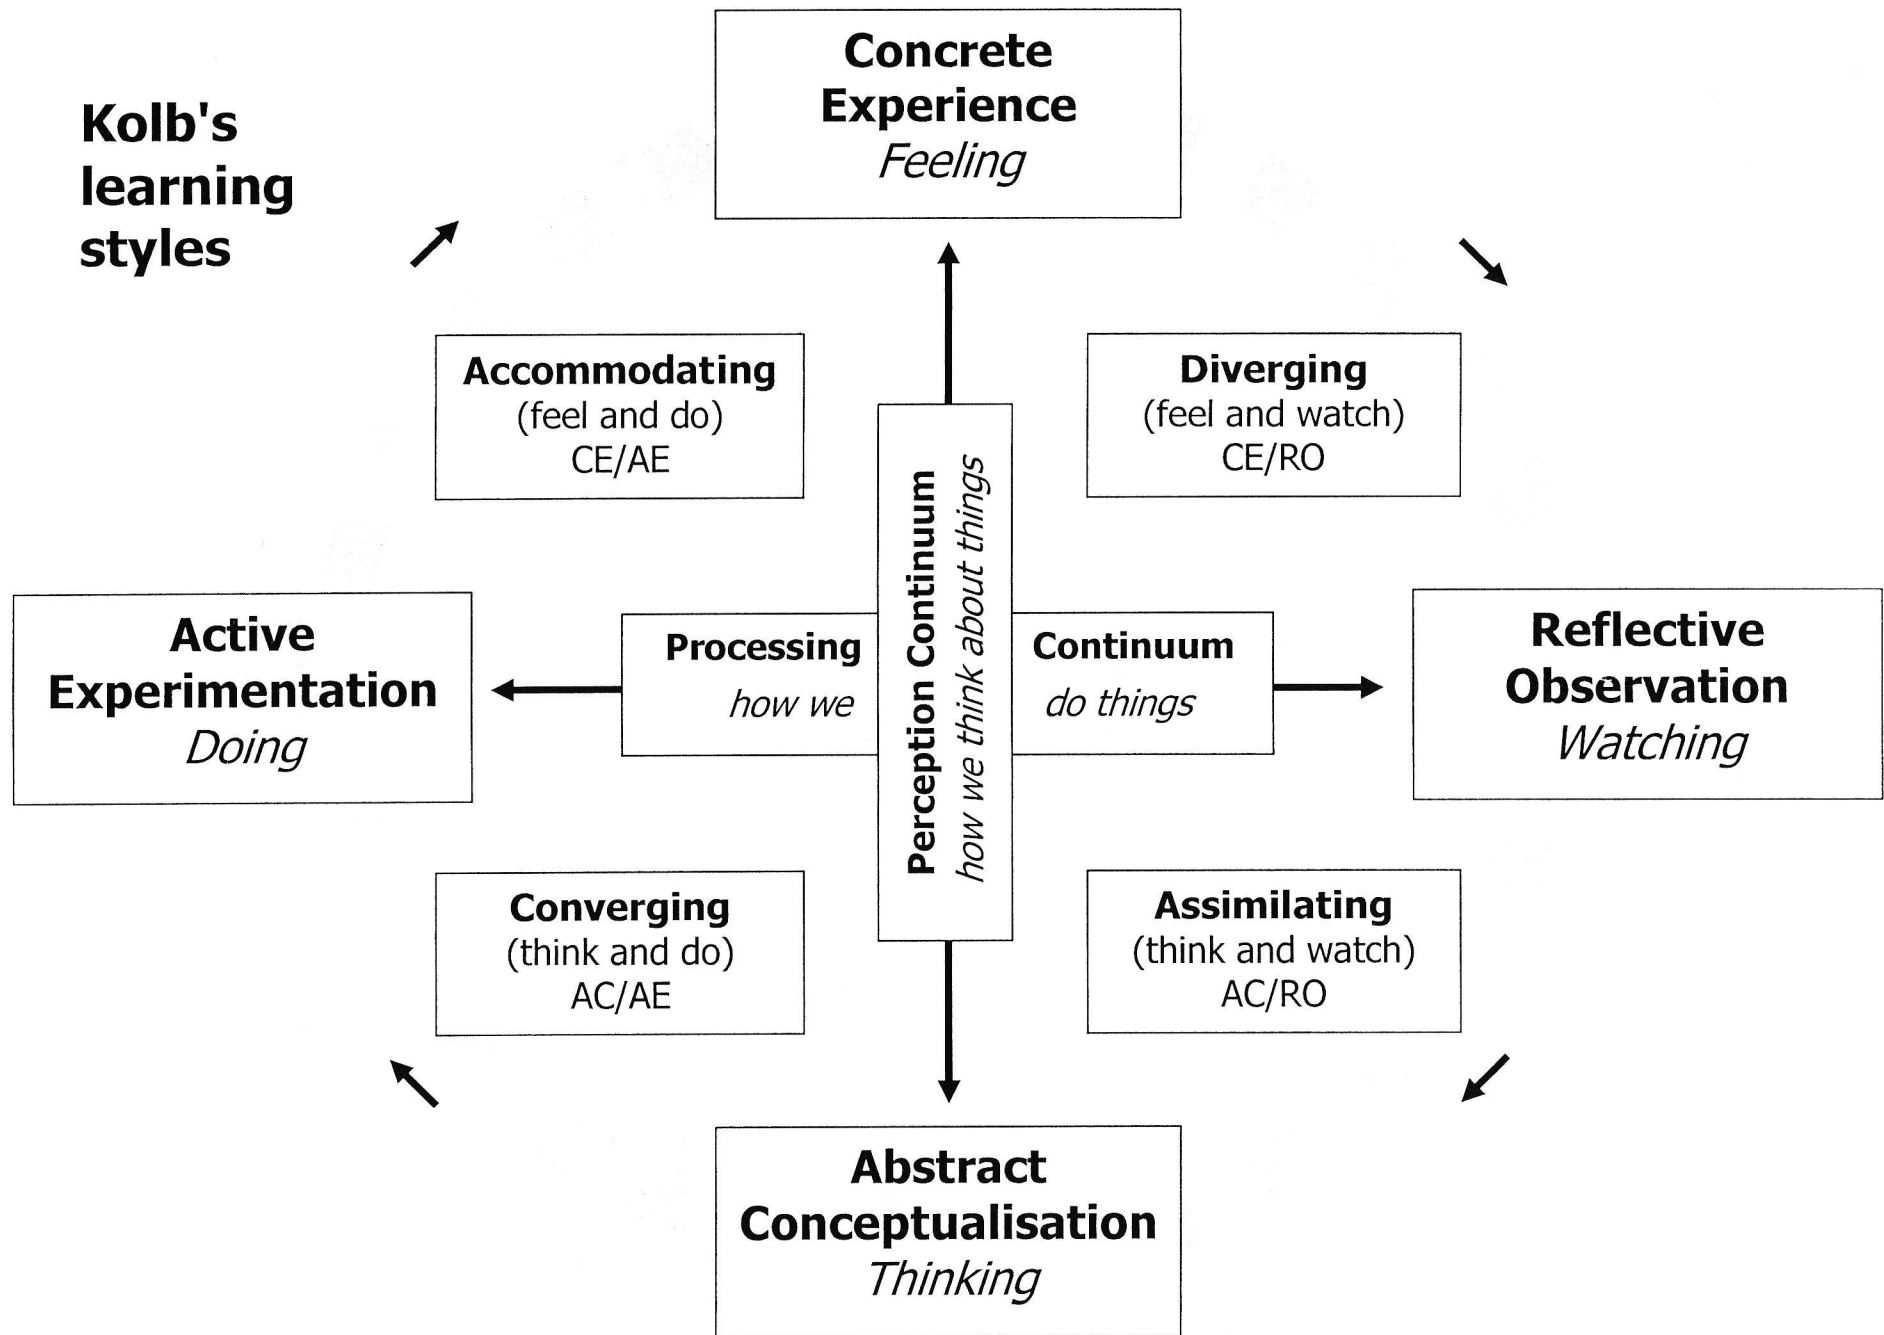 Kolb's
learning
styles
Concrete
Experience
Feeling
Accommodating
(feel and do)
CE/AE
Diverging
(feel and watch)
CE/RO
Active
Experimentation
Doing
Processing
how we
Perception Continuum
how we think about things
Continuum
do things
Reflective
Observation
Watching
Converging
(think and do)
AC/AE
Assimilating
(think and watch)
AC/RO
Abstract
Conceptualisation
Thinking